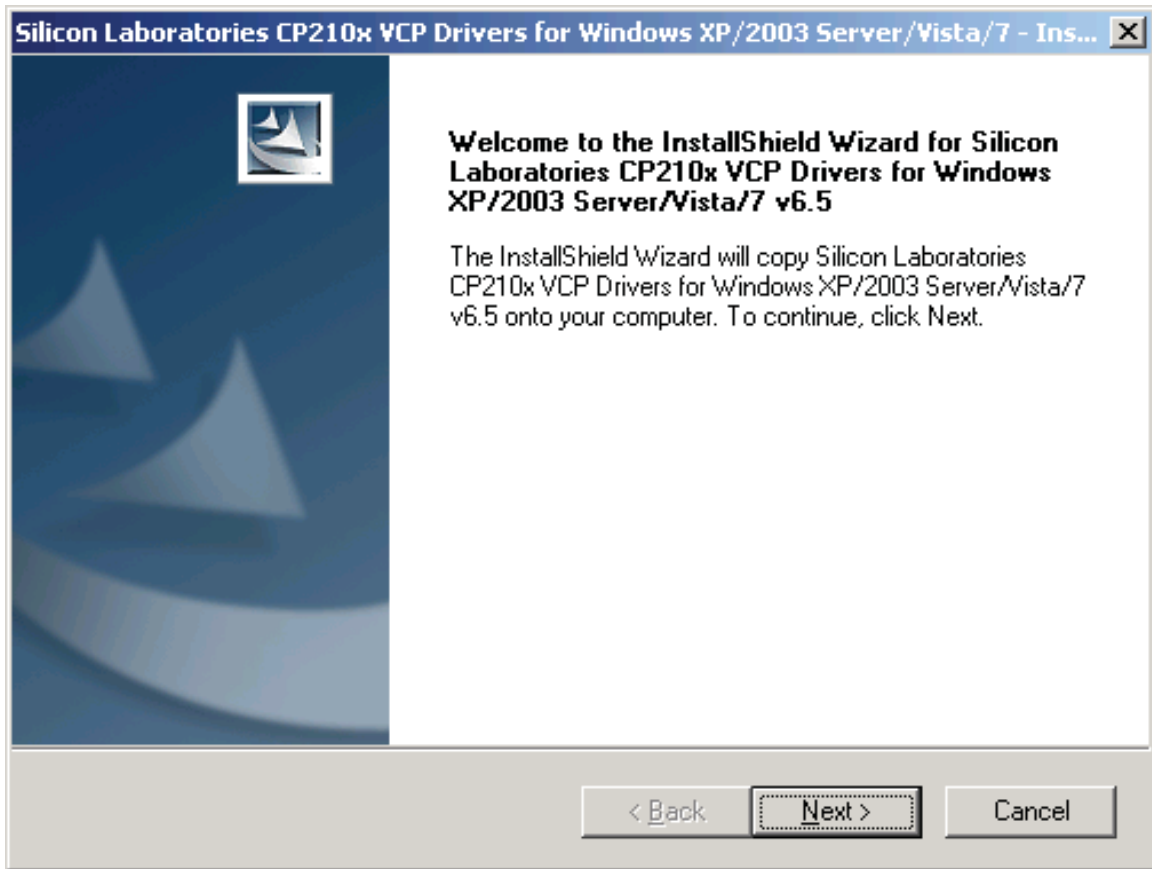 Silicon Laboratories CP210x VCP Drivers for Windows XP/2003 Server/Vista/7 - Ins...
Welcome to the InstallShield Wizard for Silicon
Laboratories CP210x VCP Drivers for Windows
XP/2003 Server/Vista/7 v6.5
The InstallShield Wizard will copy Silicon Laboratories
CP210x VCP Drivers for Windows XP/2003 Server/Vista/7
v6.5 onto your computer. To continue, click Next.
< Back
Next >
Cancel